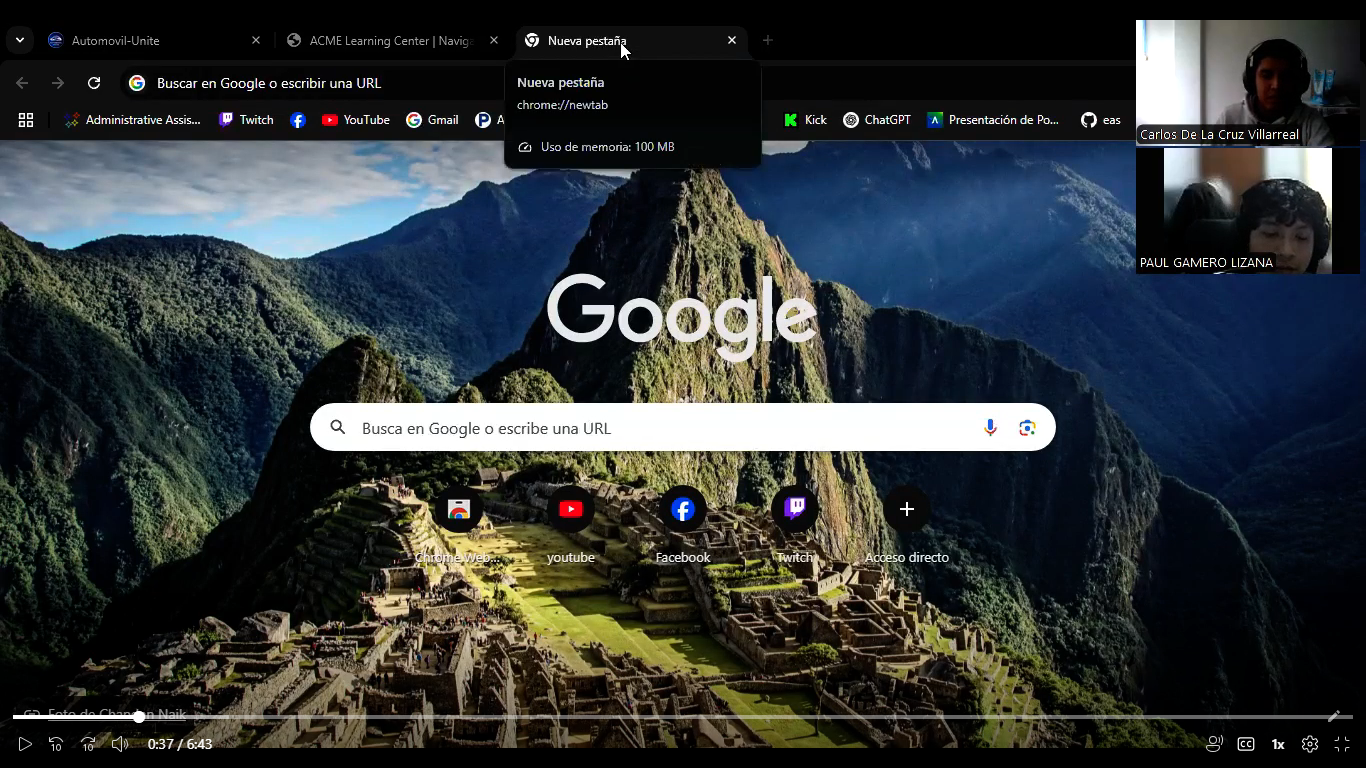 Automovil-Unite
ACME Learning Center | Naviga
Nueva pestaña
Buscar en Google o escribir una URL
Nueva pestaña
chrome://newtab
Uso de memoria: 100 MB
Administrative Assis...
Twitch
YouTube
Gmail
A
Kick
ChatGPT
Presentación de Po...
eas
Carlos De La Cruz Villarreal
PAUL GAMERO LIZANA
Google
Busca en Google o escribe una URL
Chrome Web...
youtube
Facebook
Twitch
Acceso directo
Foto de Chandan Naik
10
10
0:37 / 6:43
CC
1x